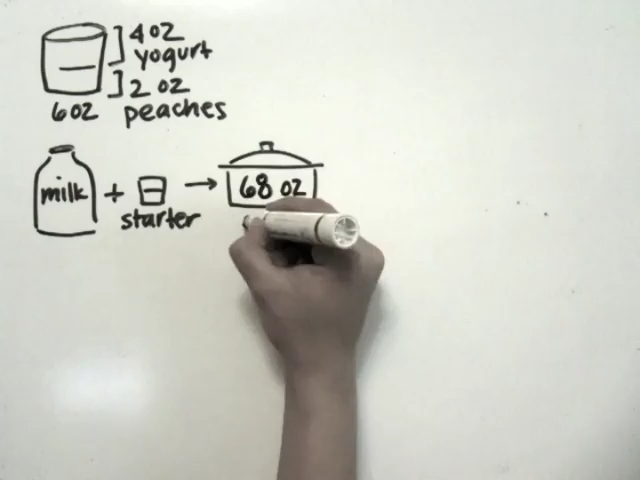 4 OZ
yogurt
2 OZ
6 OZ peaches
milk + starter → 68 OZ